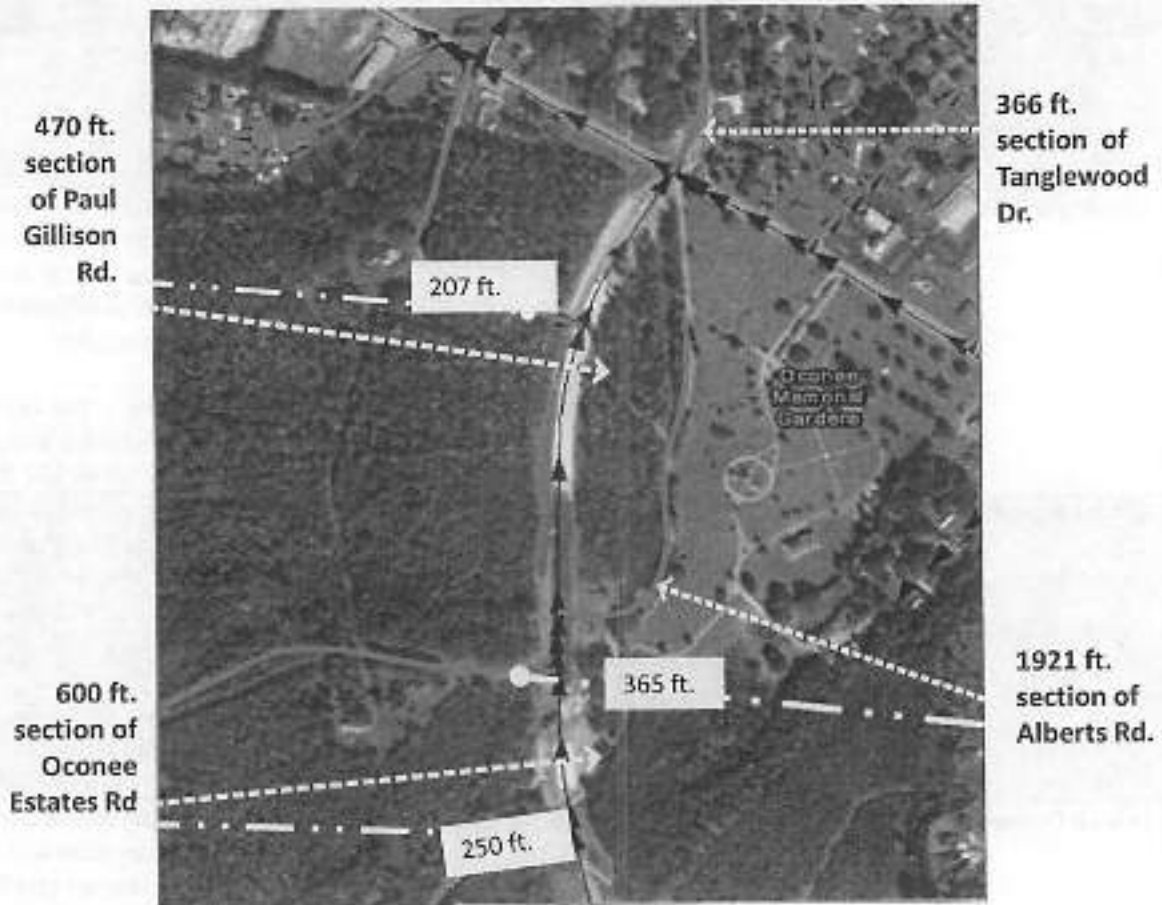 470 ft.
section
of Paul
Gillison
Rd.
366 ft.
section of
Tanglewood
Dr.
207 ft.
Oconee
Memorial
Gardens
365 ft.
600 ft.
section of
Oconee
Estates Rd
1921 ft.
section of
Alberts Rd.
250 ft.